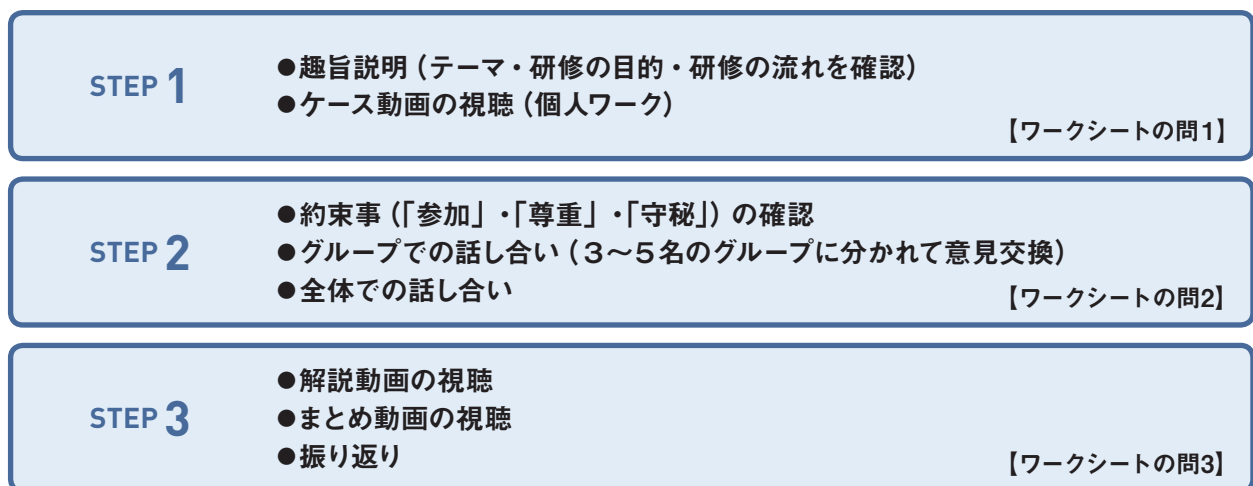 STEP 1
●趣旨説明（テーマ・研修の目的・研修の流れを確認）
●ケース動画の視聴（個人ワーク）
【ワークシートの問1】
STEP 2
●約束事（「参加」・「尊重」・「守秘」）の確認
●グループでの話し合い（3～5名のグループに分かれて意見交換）
●全体での話し合い
【ワークシートの問2】
STEP 3
●解説動画の視聴
●まとめ動画の視聴
●振り返り
【ワークシートの問3】